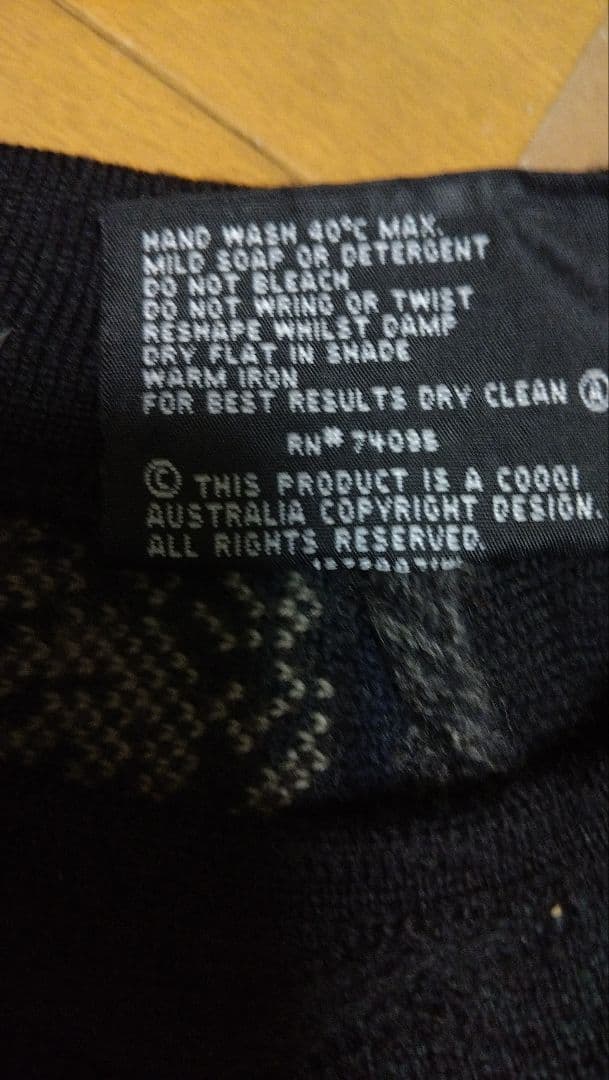 HAND WASH 40°C MAX.
MILD SOAP OR DETERGENT
DO NOT BLEACH
DO NOT WRING OR TWIST
RESHAPE WHILST DAMP
DRY FLAT IN SHADE
WARM IRON
FOR BEST RESULTS DRY CLEAN Ⓐ
RN# 74095
© THIS PRODUCT IS A COOGI
AUSTRALIA COPYRIGHT DESIGN.
ALL RIGHTS RESERVED.